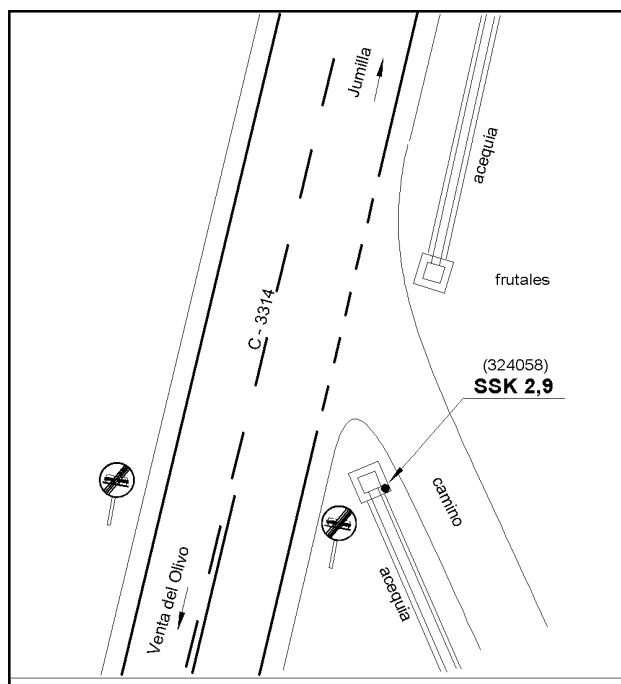 Jumilla
acequia
frutales
C - 3314
(324058)
SSK 2,9
camino
Venta del Olivo
acequia